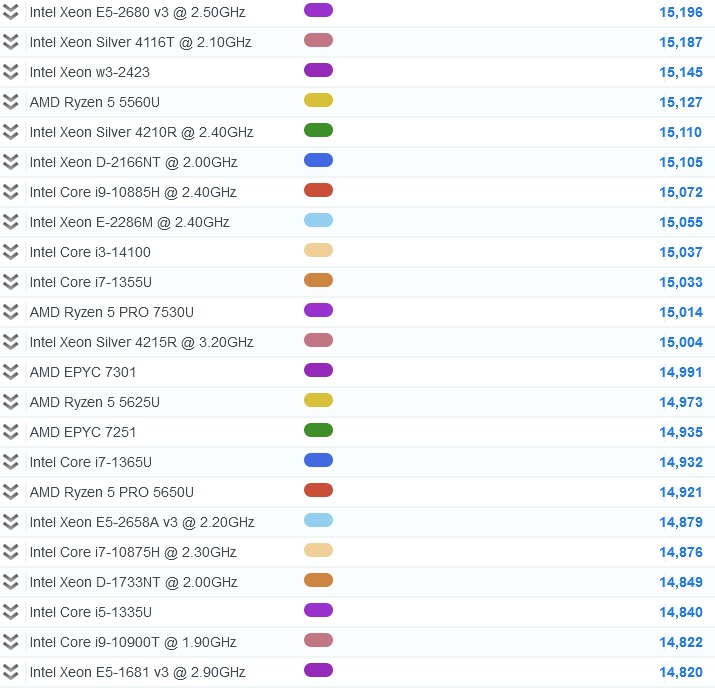 Intel Xeon E5-2680 v3 @ 2.50GHz 15,196
Intel Xeon Silver 4116T @ 2.10GHz 15,187
Intel Xeon w3-2423 15,145
AMD Ryzen 5 5560U 15,127
Intel Xeon Silver 4210R @ 2.40GHz 15,110
Intel Xeon D-2166NT @ 2.00GHz 15,105
Intel Core i9-10885H @ 2.40GHz 15,072
Intel Xeon E-2286M @ 2.40GHz 15,055
Intel Core i3-14100 15,037
Intel Core i7-1355U 15,033
AMD Ryzen 5 PRO 7530U 15,014
Intel Xeon Silver 4215R @ 3.20GHz 15,004
AMD EPYC 7301 14,991
AMD Ryzen 5 5625U 14,973
AMD EPYC 7251 14,935
Intel Core i7-1365U 14,932
AMD Ryzen 5 PRO 5650U 14,921
Intel Xeon E5-2658A v3 @ 2.20GHz 14,879
Intel Core i7-10875H @ 2.30GHz 14,876
Intel Xeon D-1733NT @ 2.00GHz 14,849
Intel Core i5-1335U 14,840
Intel Core i9-10900T @ 1.90GHz 14,822
Intel Xeon E5-1681 v3 @ 2.90GHz 14,820